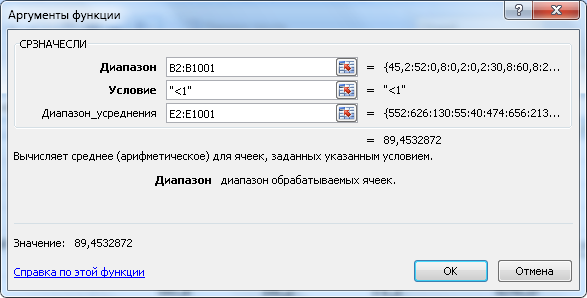 Аргументы функции
СРЗНАЧЕСЛИ
Диапазон B2:B1001 = {45,2:52:0,8:0,2:0,2:30,8:60,8:2...
Условие "<1" = "<1"
Диапазон_усреднения E2:E1001 = {552:626:130:55:40:474:656:213...
= 89,4532872
Вычисляет среднее (арифметическое) для ячеек, заданных указанным условием.
Диапазон диапазон обрабатываемых ячеек.
Значение: 89,4532872
Справка по этой функции
ОК Отмена